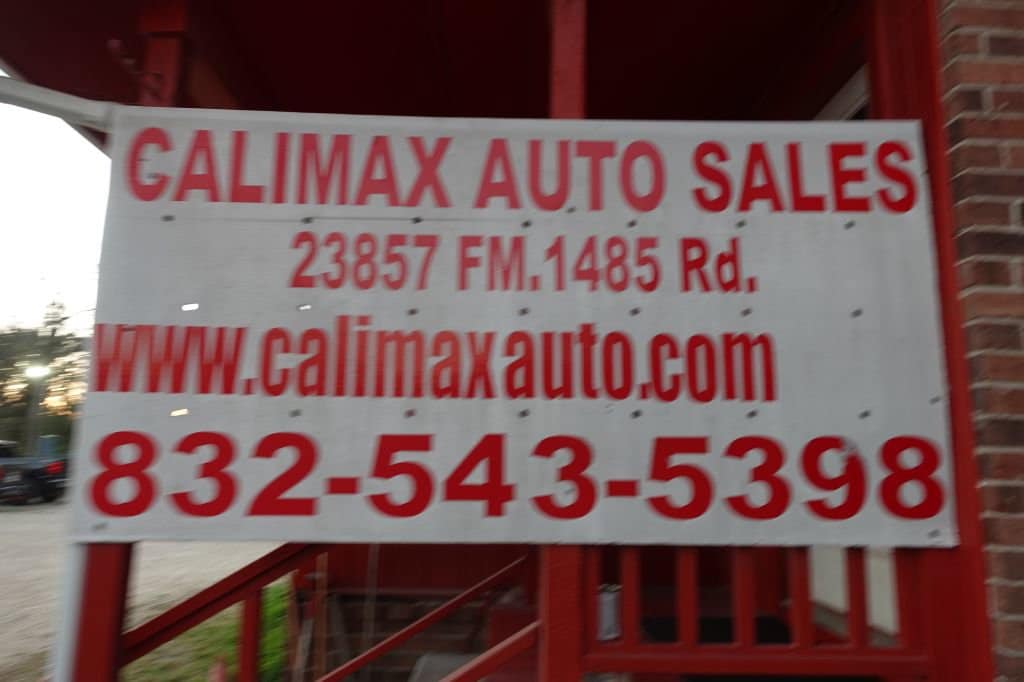 CALIMAX AUTO SALES
23857 FM.1485 Rd.
www.calimaxauto.com
832-543-5398